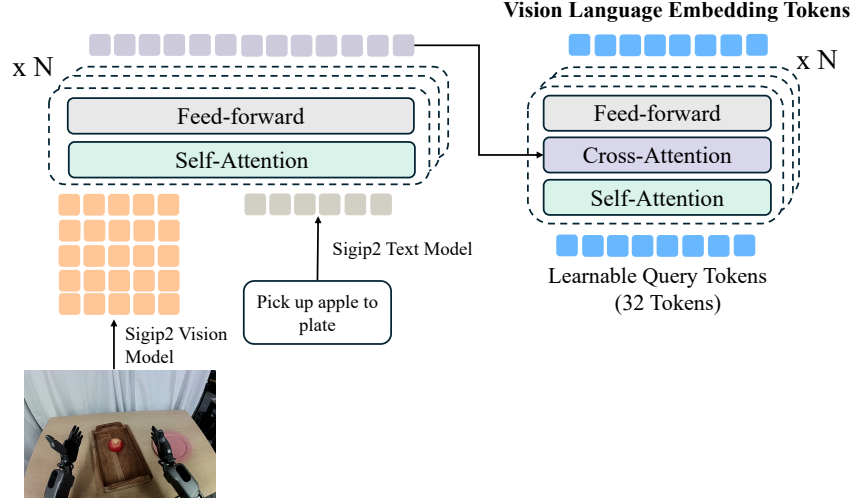 Vision Language Embedding Tokens
x N
Feed-forward
Self-Attention
Sigip2 Text Model
Pick up apple to
plate
Sigip2 Vision
Model
x N
Feed-forward
Cross-Attention
Self-Attention
Learnable Query Tokens
(32 Tokens)